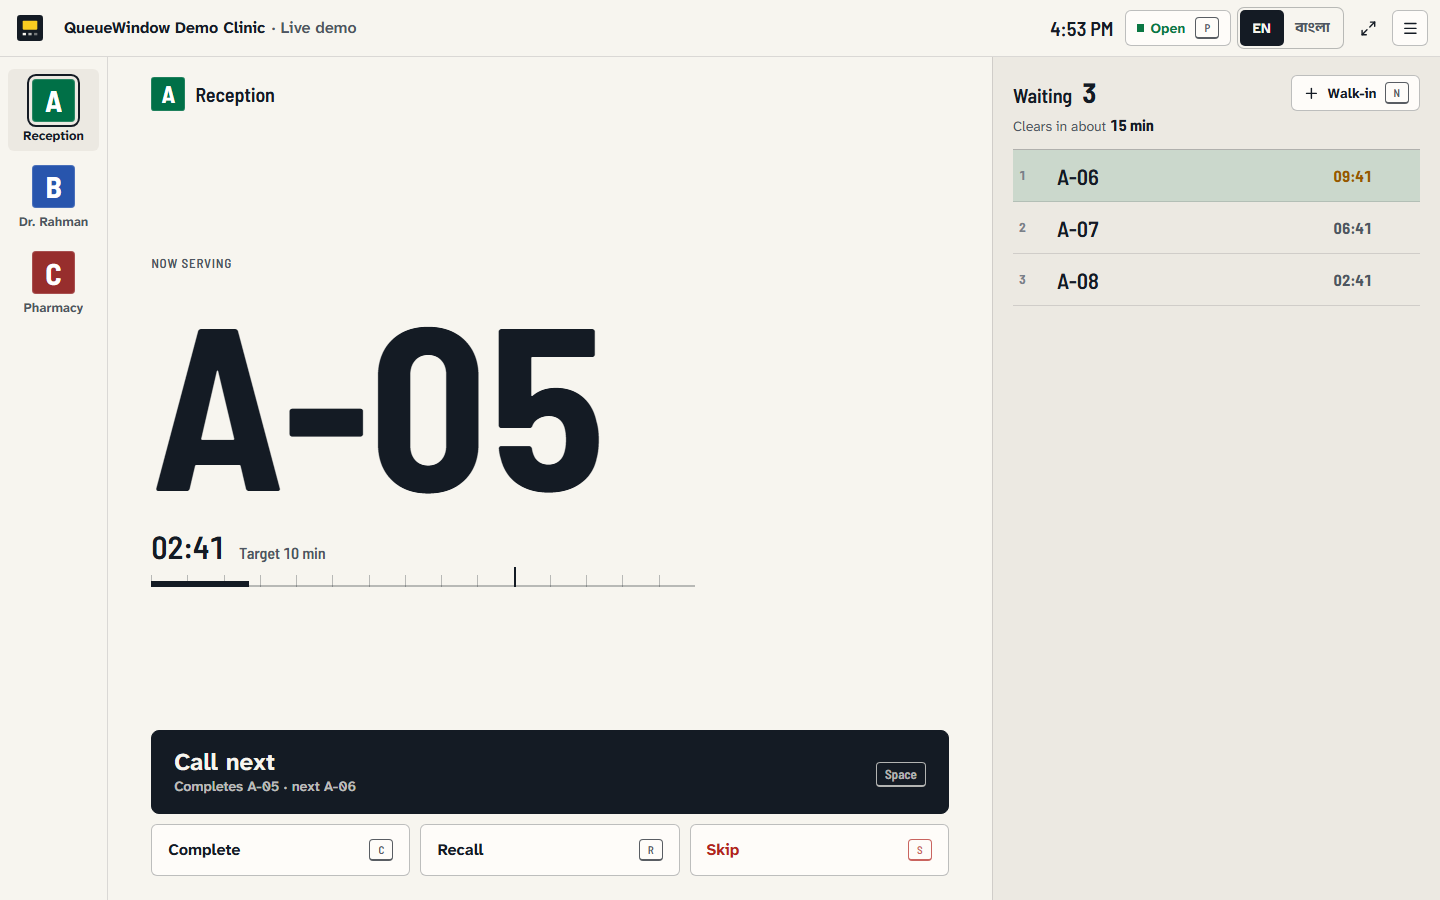 QueueWindow Demo Clinic · Live demo
4:53 PM
Open P
EN বাংলা
A
Reception
B
Dr. Rahman
C
Pharmacy
A Reception
NOW SERVING
A-05
02:41 Target 10 min
Call next
Completes A-05 · next A-06
Space
Complete C
Recall R
Skip S
Waiting 3
+ Walk-in N
Clears in about 15 min
1 A-06 09:41
2 A-07 06:41
3 A-08 02:41